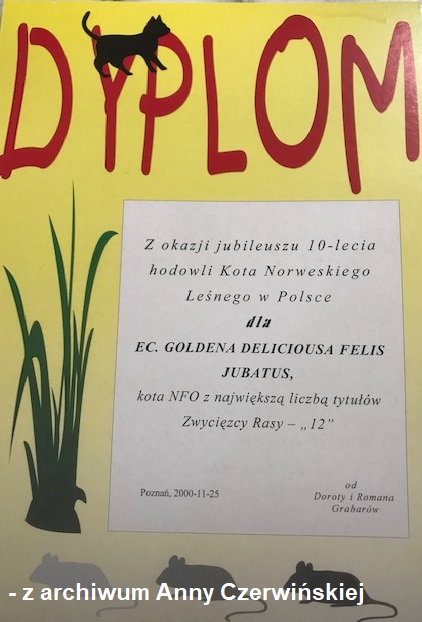 DYPLOM
Z okazji jubileuszu 10-lecia
hodowli Kota Norweskiego
Leśnego w Polsce
dla
EC. GOLDENA DELICIOUSA FELIS
JUBATUS,
kota NFO z największą liczbą tytułów
Zwycięzcy Rasy – „12”
Poznań, 2000-11-25
od
Doroty i Romana
Grabarów
- z archiwum Anny Czerwińskiej